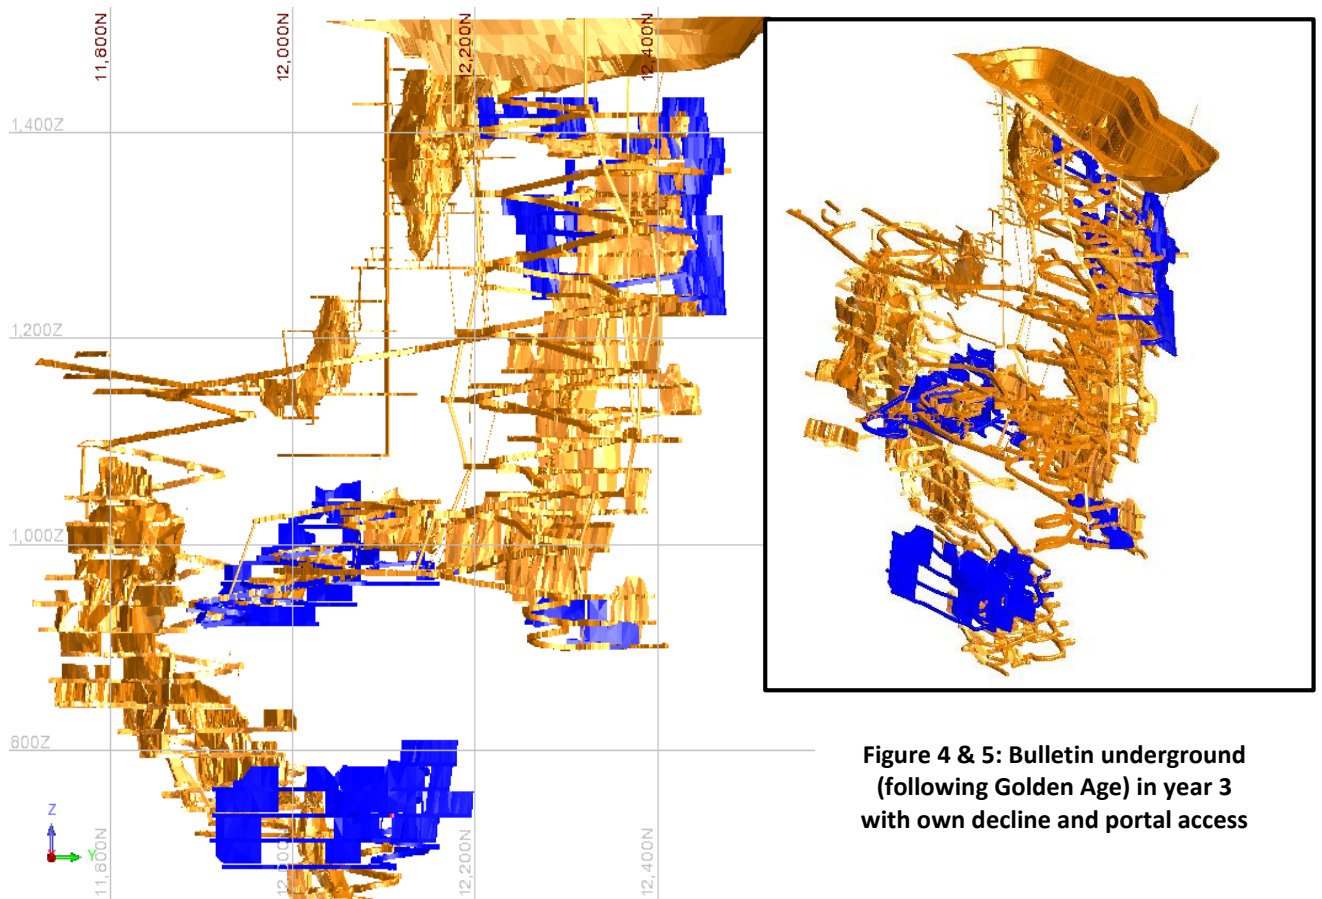 11,800N
12,000N
12,200N
12,400N
1,400Z
1,200Z
1,000Z
800Z
Z
Y
11,800N
12,000N
12,200N
12,400N
Figure 4 & 5: Bulletin underground
(following Golden Age) in year 3
with own decline and portal access